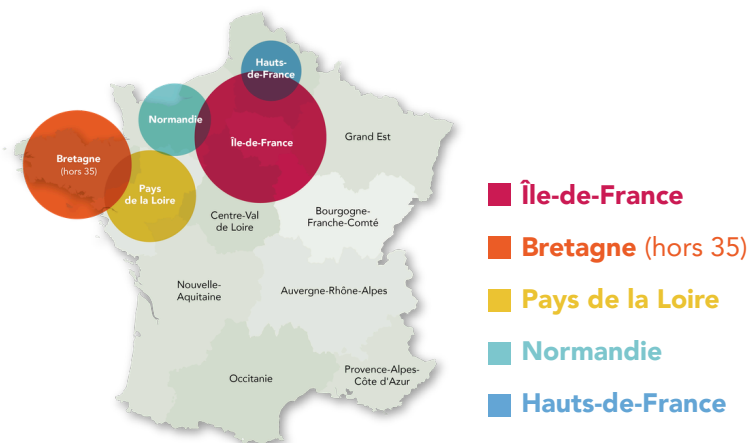 Hauts-
de-France
Normandie
Île-de-France
Grand Est
Bretagne
(hors 35)
Pays
de la Loire
Centre-Val
de Loire
Bourgogne-
Franche-Comté
Nouvelle-
Aquitaine
Auvergne-Rhône-Alpes
Occitanie
Provence-Alpes-
Côte d'Azur
Île-de-France
Bretagne (hors 35)
Pays de la Loire
Normandie
Hauts-de-France